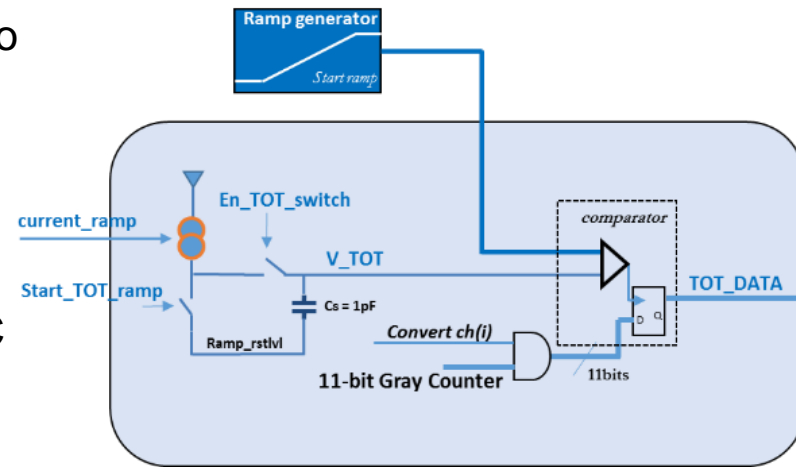 o
Ramp generator
Start ramp
En_TOT_switch
comparator
current_ramp
V_TOT
Start_TOT_ramp
TOT_DATA
Cs = 1pF
C
Ramp_rstlvl
Convert ch(i)
D Q
11-bit Gray Counter
11bits